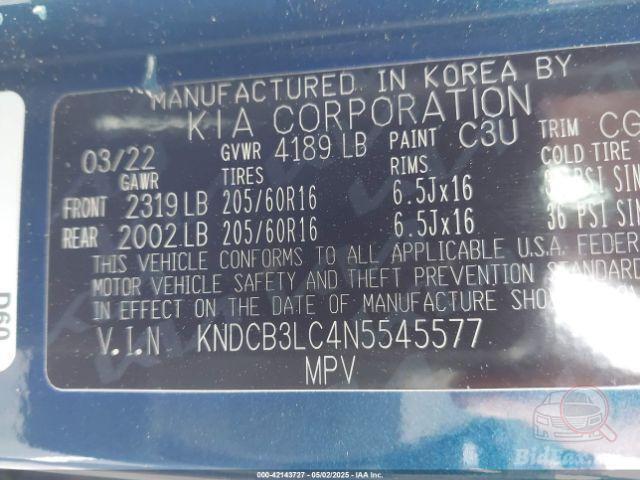 MANUFACTURED IN KOREA BY
KIA CORPORATION
03/22 GVWR 4189 LB PAINT C3U TRIM CG
GAWR TIRES RIMS COLD TIRE
FRONT 2319 LB 205/60R16 6.5Jx16 PSI SIN
REAR 2002 LB 205/60R16 6.5Jx16 36 PSI SIN
THIS VEHICLE CONFORMS TO ALL APPLICABLE U.S.A. FEDER
MOTOR VEHICLE SAFETY AND THEFT PREVENTION STANDARD
IN EFFECT ON THE DATE OF MANUFACTURE SHO
V.I.N KNDCB3LC4N5545577
MPV
D60
000-42143727 - 05/02/2025 - IAA Inc.